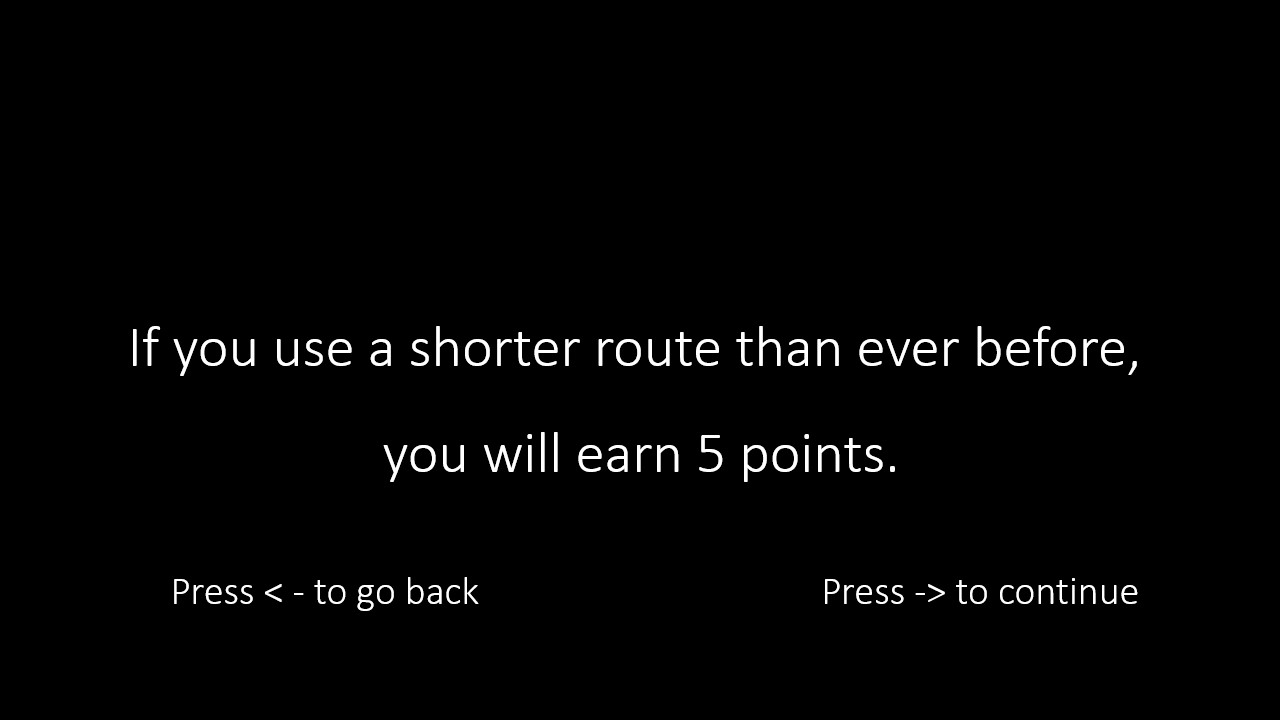 If you use a shorter route than ever before,
you will earn 5 points.
Press < - to go back
Press -> to continue